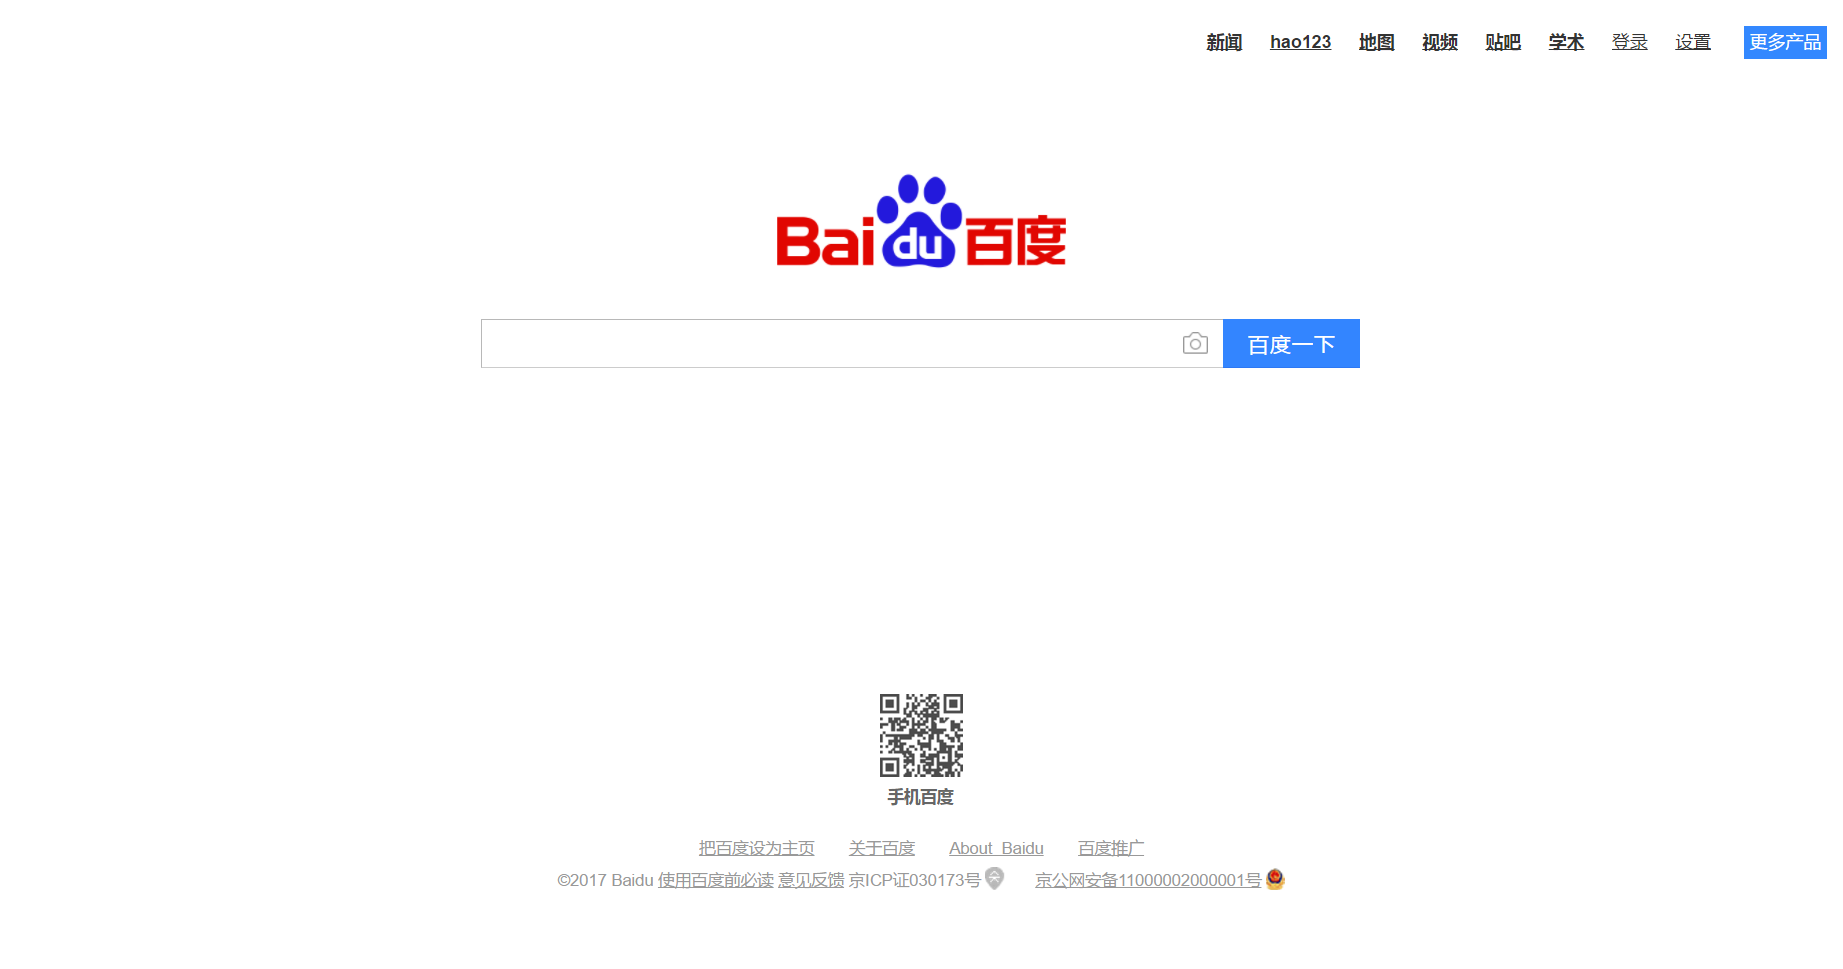 新闻 hao123 地图 视频 贴吧 学术 登录 设置 更多产品
Bai du 百度
百度一下
手机百度
把百度设为主页 关于百度 About Baidu 百度推广
©2017 Baidu 使用百度前必读 意见反馈 京ICP证030173号 京公网安备11000002000001号